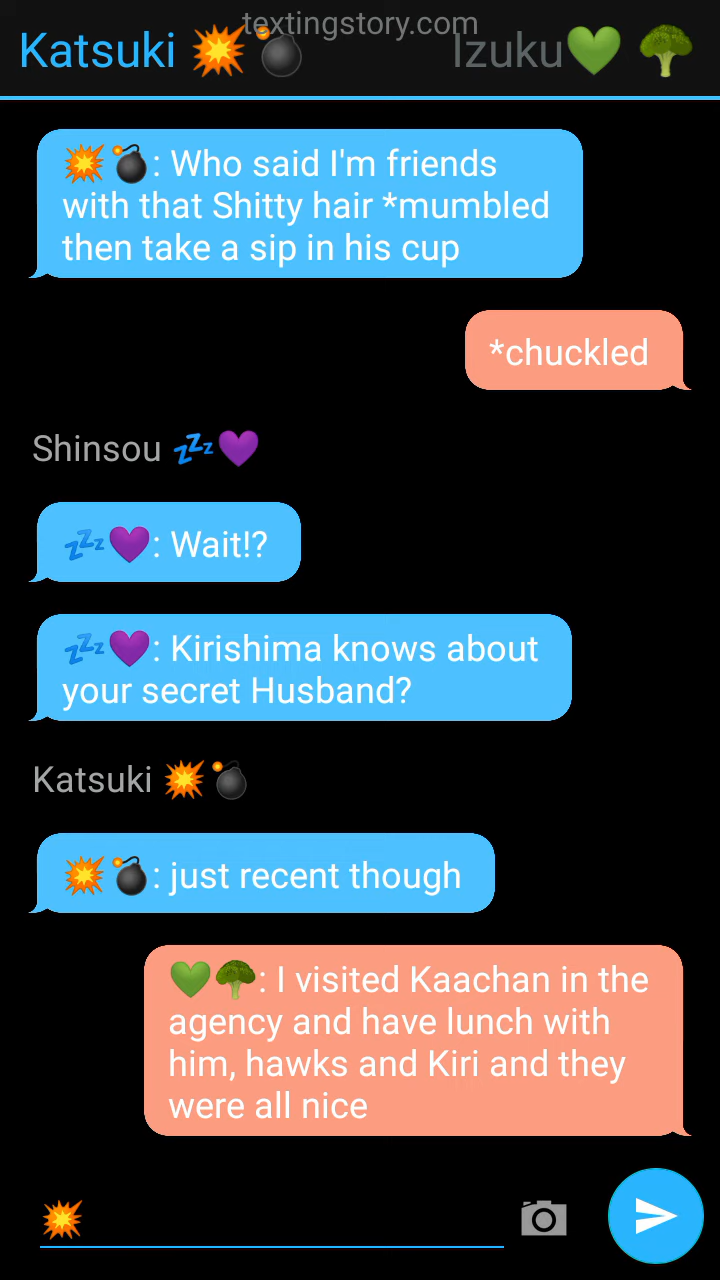 textingstory.com
Katsuki 💥💣 Izuku💚 🥦
💥💣: Who said I'm friends
with that Shitty hair *mumbled
then take a sip in his cup
*chuckled
Shinsou 💤💜
💤💜: Wait!?
💤💜: Kirishima knows about
your secret Husband?
Katsuki 💥💣
💥💣: just recent though
💚🥦: I visited Kaachan in the
agency and have lunch with
him, hawks and Kiri and they
were all nice
💥